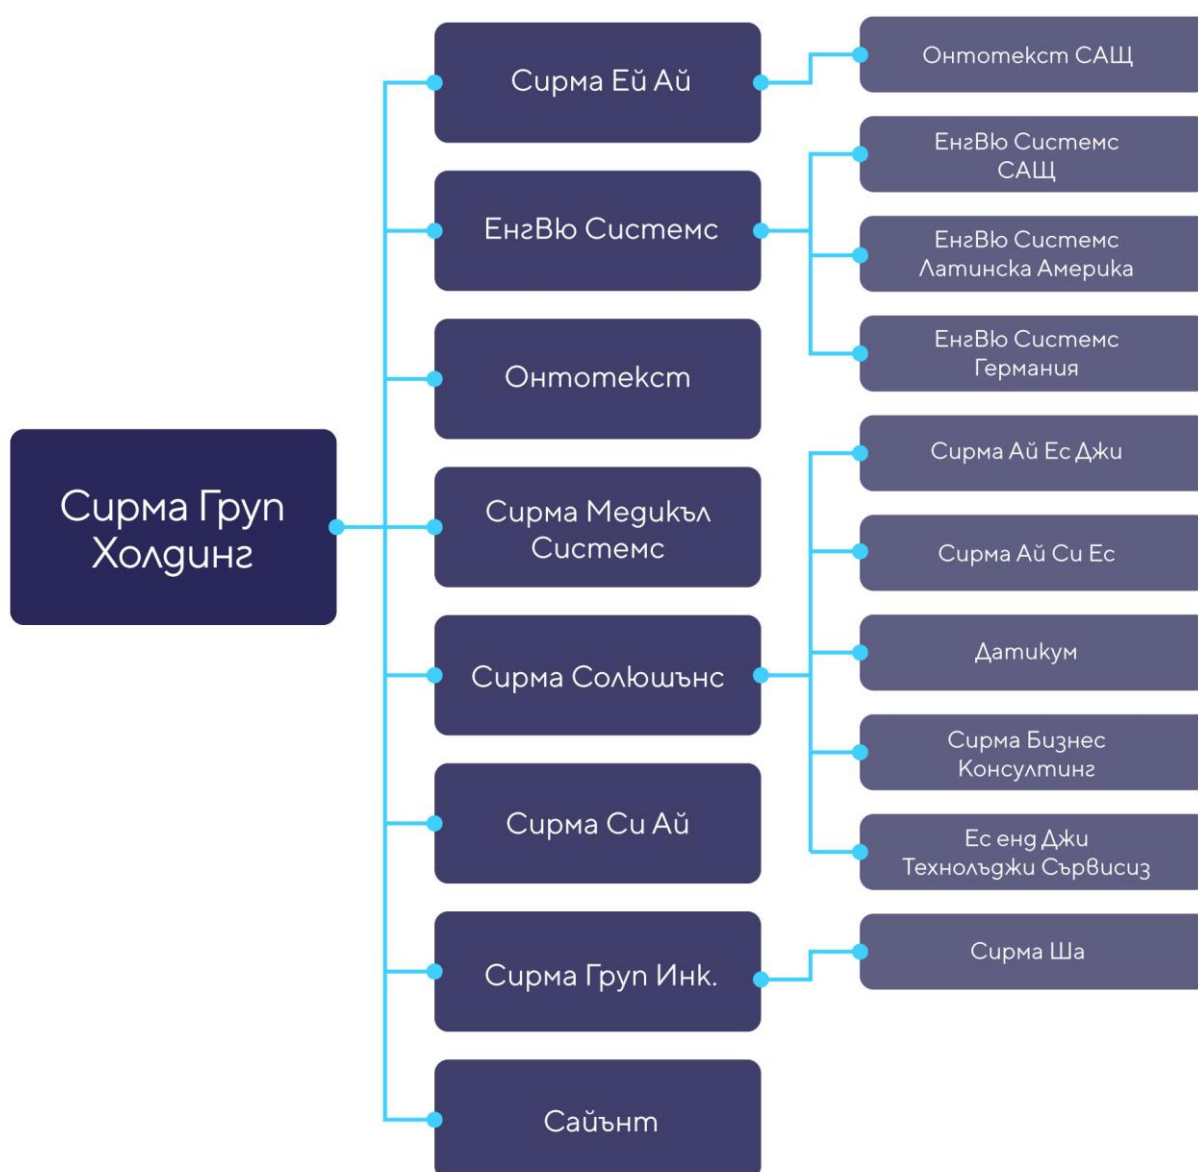 Сирма Груп
Холдинг
Сирма Ей Ай
ЕнгВю Системс
Онтотекст
Сирма Медикъл
Системс
Сирма Солюшънс
Сирма Си Ай
Сирма Груп Инк.
Сайънт
Онтотекст САЩ
ЕнгВю Системс
САЩ
ЕнгВю Системс
Латинска Америка
ЕнгВю Системс
Германия
Сирма Ай Ес Джи
Сирма Ай Си Ес
Датикум
Сирма Бизнес
Консултинг
Ес енд Джи
Технолъджи Сървисиз
Сирма Ша